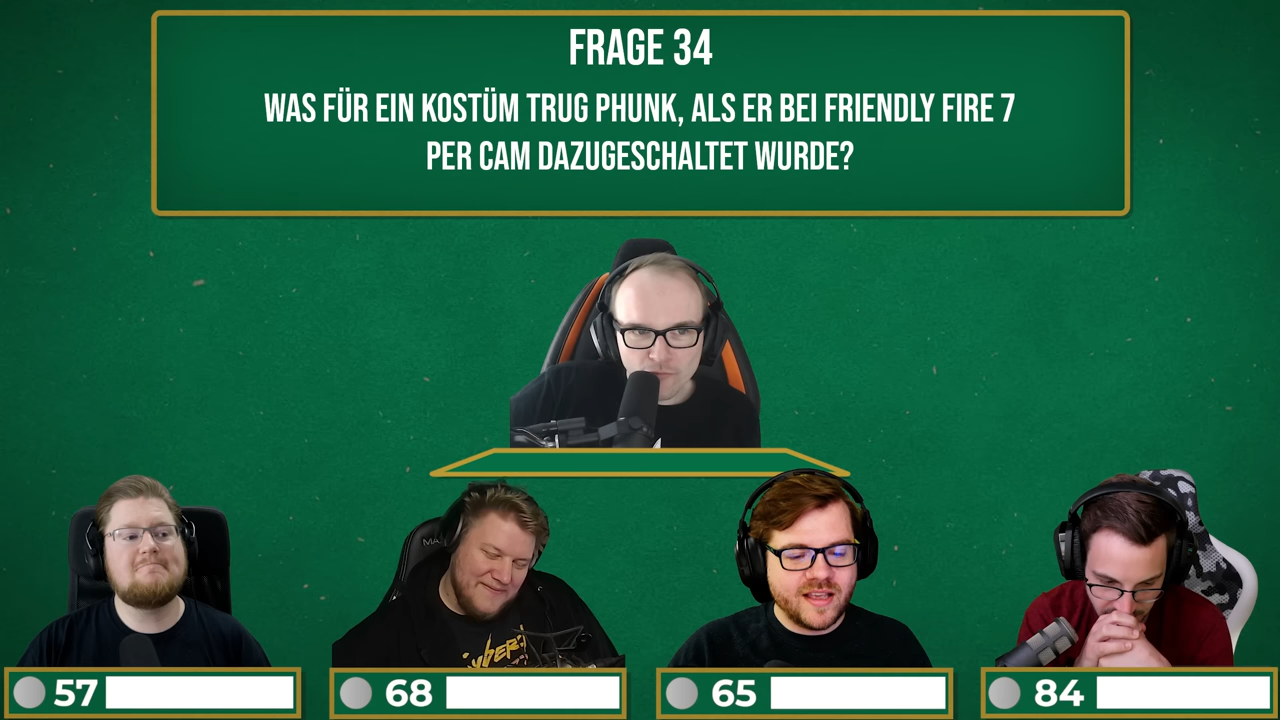 FRAGE 34
WAS FÜR EIN KOSTÜM TRUG PHUNK, ALS ER BEI FRIENDLY FIRE 7
PER CAM DAZUGESCHALTET WURDE?
57
68
65
84